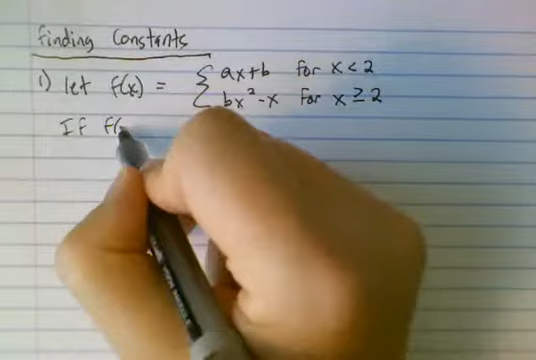 Finding Constants
1) let f(x) = { ax+b for x < 2
bx² -x for x ≥ 2
If f(